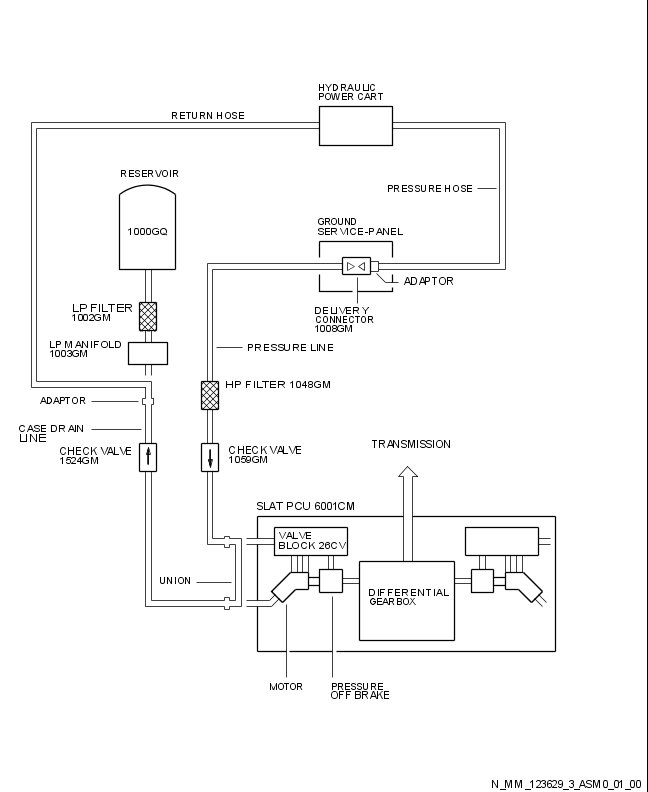 HYDRAULIC
POWER CART
RETURN HOSE
RESERVOIR
PRESSURE HOSE
1000GQ
GROUND
SERVICE-PANEL
ADAPTOR
LP FILTER
1002GM
DELIVERY
CONNECTOR
1008GM
LP MANIFOLD
1003GM
PRESSURE LINE
HP FILTER 1048GM
ADAPTOR
CASE DRAIN
LINE
CHECK VALVE
1524GM
CHECK VALVE
1059GM
TRANSMISSION
SLAT PCU 6001CM
VALVE
BLOCK 26CV
UNION
DIFFERENTIAL
GEARBOX
MOTOR
PRESSURE
OFF BRAKE
N_MM_123629_3_ASM0_01_00